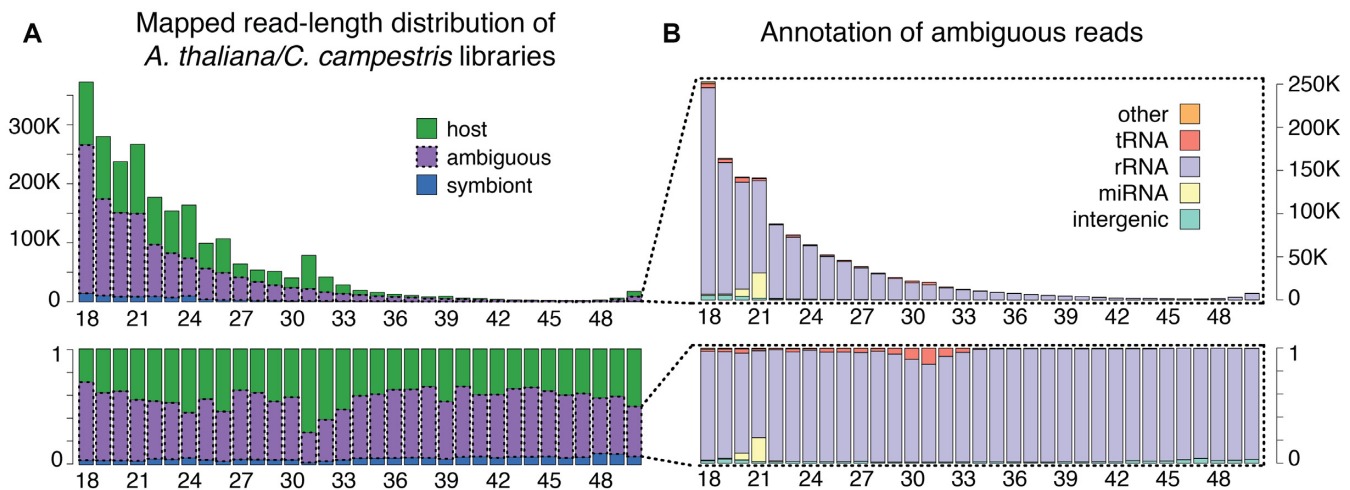 A
Mapped read-length distribution of
A. thaliana/C. campestris libraries
300K
200K
100K
0
host
ambiguous
symbiont
18 21 24 27 30 33 36 39 42 45 48
1
0
18 21 24 27 30 33 36 39 42 45 48
B
Annotation of ambiguous reads
other
tRNA
rRNA
miRNA
intergenic
250K
200K
150K
100K
50K
0
18 21 24 27 30 33 36 39 42 45 48
1
0
18 21 24 27 30 33 36 39 42 45 48